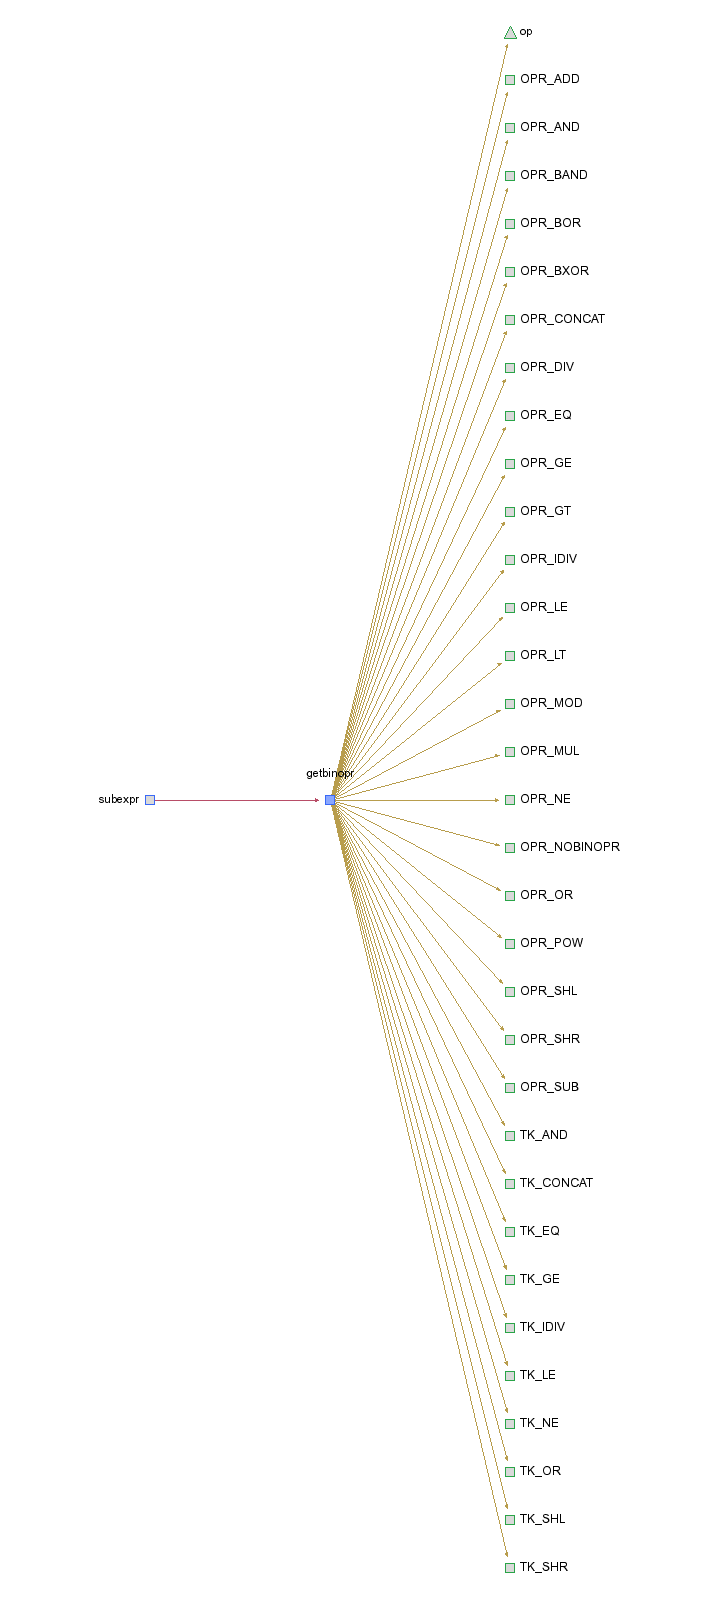 op
OPR_ADD
OPR_AND
OPR_BAND
OPR_BOR
OPR_BXOR
OPR_CONCAT
OPR_DIV
OPR_EQ
OPR_GE
OPR_GT
OPR_IDIV
OPR_LE
OPR_LT
OPR_MOD
OPR_MUL
getbinopr
subexpr
OPR_NE
OPR_NOBINOPR
OPR_OR
OPR_POW
OPR_SHL
OPR_SHR
OPR_SUB
TK_AND
TK_CONCAT
TK_EQ
TK_GE
TK_IDIV
TK_LE
TK_NE
TK_OR
TK_SHL
TK_SHR